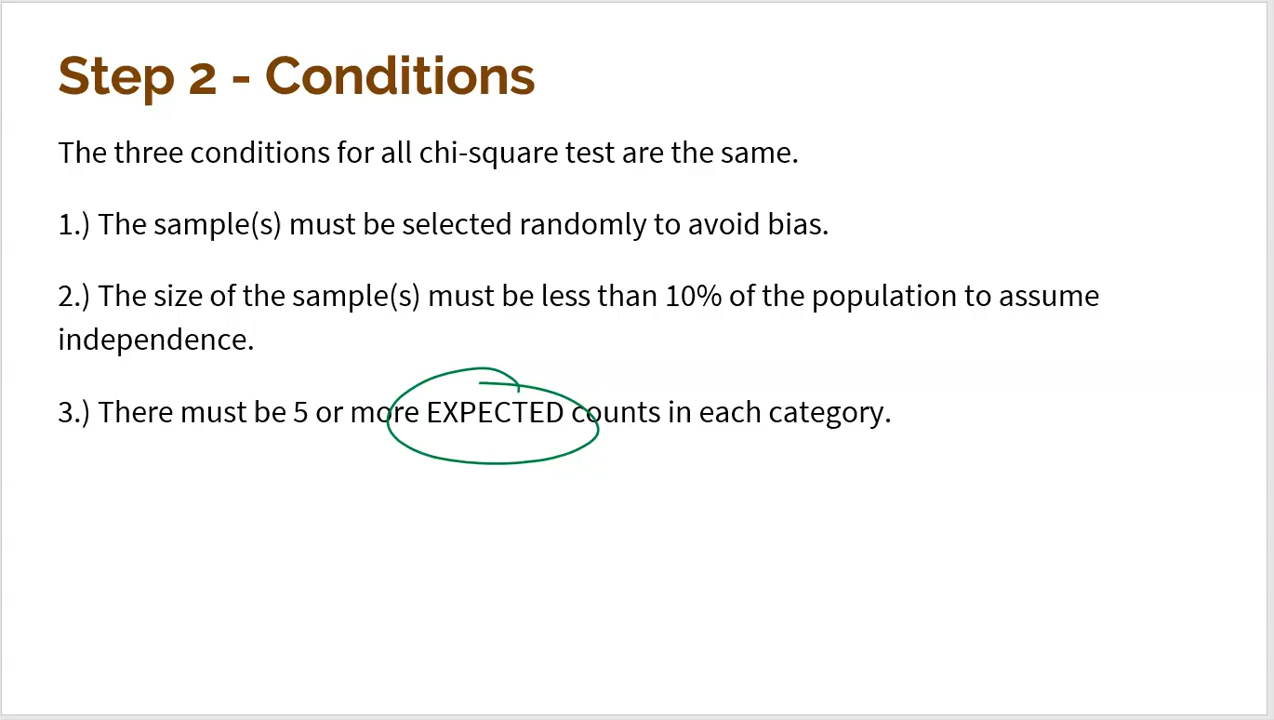 Step 2 - Conditions
The three conditions for all chi-square test are the same.
1.) The sample(s) must be selected randomly to avoid bias.
2.) The size of the sample(s) must be less than 10% of the population to assume
independence.
3.) There must be 5 or more EXPECTED counts in each category.